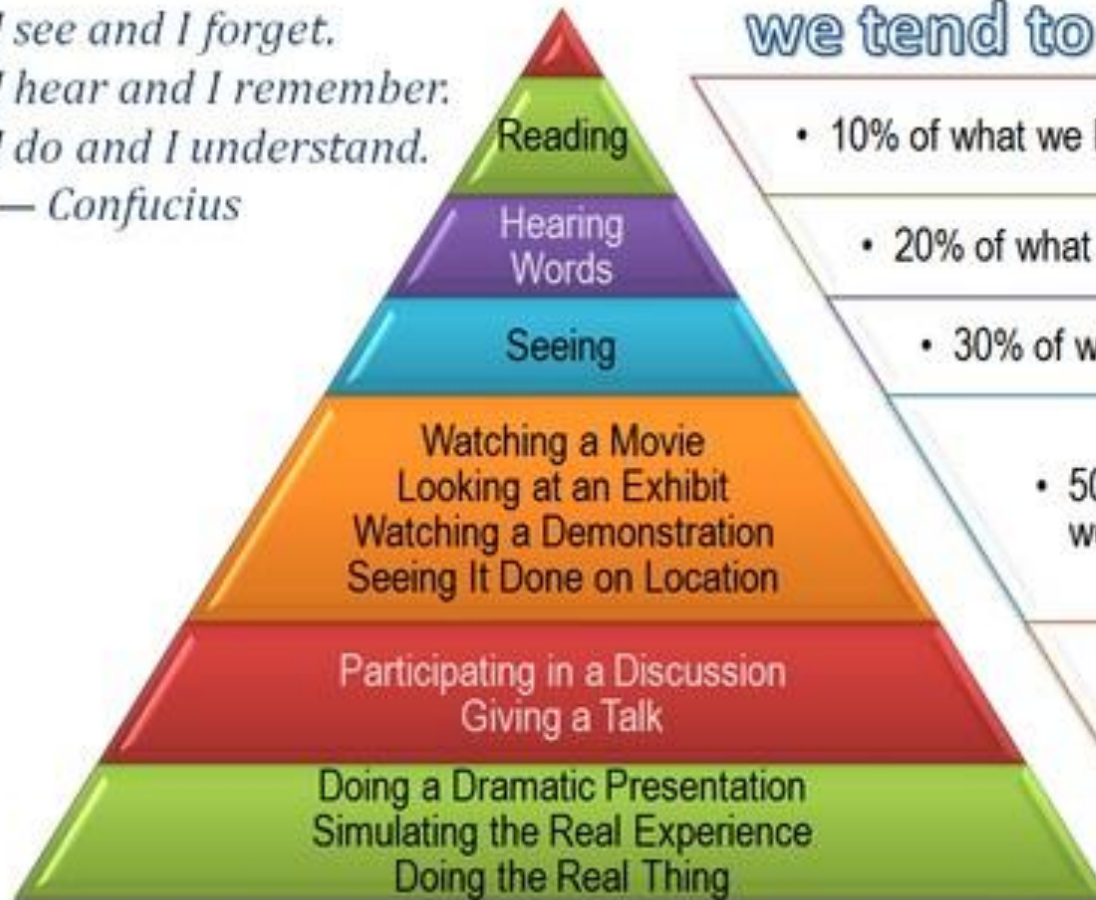 I see and I forget.
I hear and I remember.
I do and I understand.
— Confucius
we tend to
Reading
Hearing
Words
Seeing
Watching a Movie
Looking at an Exhibit
Watching a Demonstration
Seeing It Done on Location
Participating in a Discussion
Giving a Talk
Doing a Dramatic Presentation
Simulating the Real Experience
Doing the Real Thing
• 10% of what we
• 20% of what
• 30% of
• 50